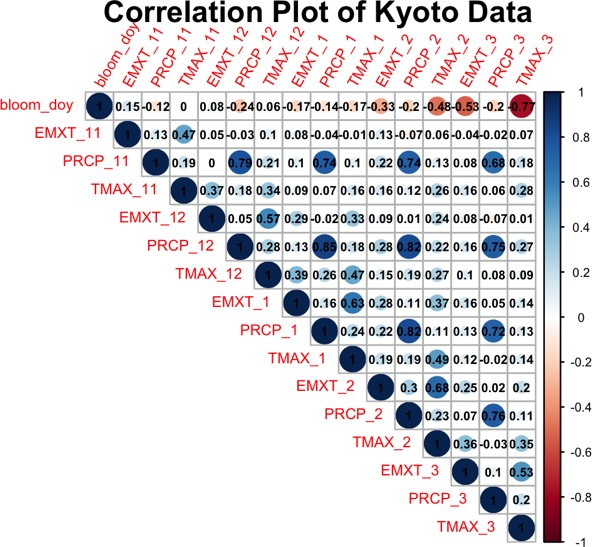 Correlation Plot of Kyoto Data
bloom_doy EMXT_11 PRCP_11 TMAX_11 EMXT_12 PRCP_12 TMAX_12 EMXT_1 PRCP_1 TMAX_1 EMXT_2 PRCP_2 TMAX_2 EMXT_3 PRCP_3 TMAX_3
bloom_doy 1 0.15 -0.12 0 0.08 -0.24 0.06 -0.17 -0.14 -0.17 -0.33 -0.2 -0.48 -0.53 -0.2 -0.77
EMXT_11 1 0.13 0.47 0.05 -0.03 0.1 0.08 -0.04 -0.01 0.13 -0.07 0.06 -0.04 -0.02 0.07
PRCP_11 1 0.19 0 0.79 0.21 0.1 0.74 0.1 0.22 0.74 0.13 0.08 0.68 0.18
TMAX_11 1 0.37 0.18 0.34 0.09 0.07 0.16 0.16 0.12 0.26 0.16 0.06 0.28
EMXT_12 1 0.05 0.57 0.29 -0.02 0.33 0.09 0.01 0.24 0.08 -0.07 0.01
PRCP_12 1 0.28 0.13 0.85 0.18 0.28 0.82 0.22 0.16 0.75 0.27
TMAX_12 1 0.39 0.26 0.47 0.15 0.19 0.27 0.1 0.08 0.09
EMXT_1 1 0.16 0.63 0.28 0.11 0.37 0.16 0.05 0.14
PRCP_1 1 0.24 0.22 0.82 0.11 0.13 0.72 0.13
TMAX_1 1 0.19 0.19 0.49 0.12 -0.02 0.14
EMXT_2 1 0.3 0.68 0.25 0.02 0.2
PRCP_2 1 0.23 0.07 0.76 0.11
TMAX_2 1 0.36 -0.03 0.35
EMXT_3 1 0.1 0.53
PRCP_3 1 0.2
TMAX_3 1
1
0.8
0.6
0.4
0.2
0
-0.2
-0.4
-0.6
-0.8
-1